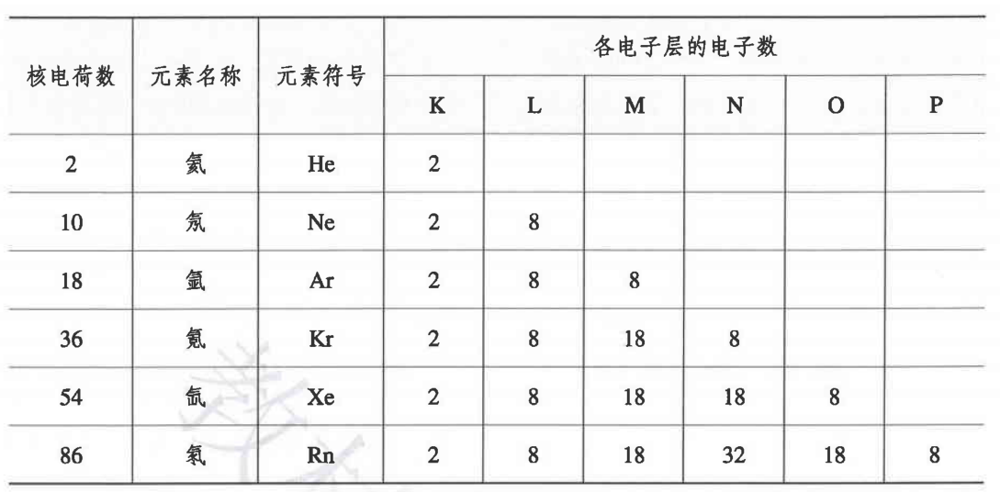 核电荷数 元素名称 元素符号 各电子层的电子数
K L M N O P
2 氦 He 2
10 氖 Ne 2 8
18 氩 Ar 2 8 8
36 氪 Kr 2 8 18 8
54 氙 Xe 2 8 18 18 8
86 氡 Rn 2 8 18 32 18 8